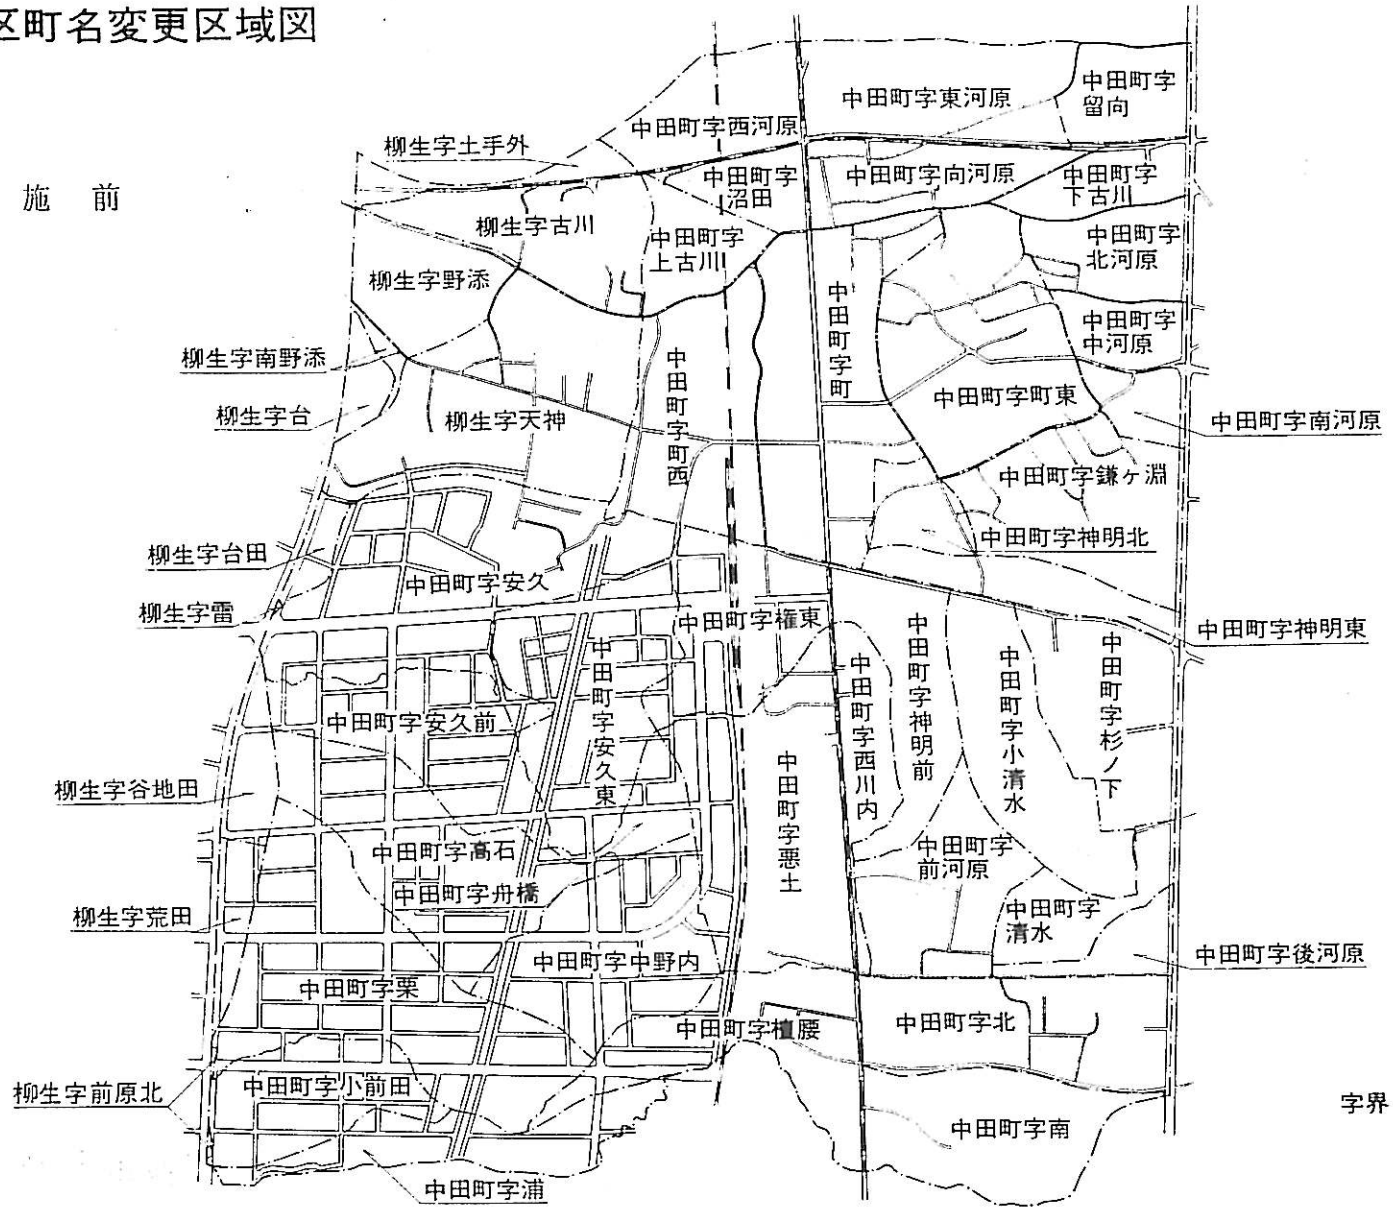 区町名変更区域図
施 前
中田町字東河原
中田町字
留向
中田町字西河原
柳生字土手外
中田町字
沼田
中田町字向河原
中田町字
下古川
柳生字古川
中田町字
上古川
中田町字
北河原
柳生字野添
中田町字町
中田町字
中河原
柳生字南野添
中田町字町西
中田町字町東
柳生字台
柳生字天神
中田町字南河原
中田町字鎌ヶ淵
中田町字神明北
柳生字台田
中田町字安久
柳生字雷
中田町字権東
中田町字神明東
中田町字安久東
中田町字西川内
中田町字神明前
中田町字小清水
中田町字杉ノ下
中田町字安久前
柳生字谷地田
中田町字悪土
中田町字高石
中田町字
前河原
中田町字舟橋
柳生字荒田
中田町字
清水
中田町字中野内
中田町字後河原
中田町字栗
中田町字檀腰
中田町字北
柳生字前原北
中田町字小前田
字界
中田町字南
中田町字浦